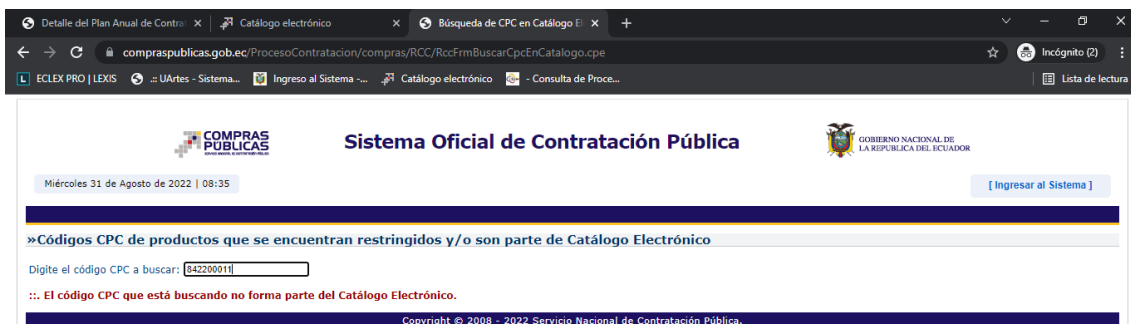 Detalle del Plan Anual de Contra
Catálogo electrónico
Búsqueda de CPC en Catálogo El
compraspublicas.gob.ec/ProcesoContratacion/compras/RCC/RccFrmBuscarCpcEnCatalogo.cpe
Incógnito (2)
ECLEX PRO | LEXIS
.:: UArtes - Sistema...
Ingreso al Sistema -...
Catálogo electrónico
- Consulta de Proce...
Lista de lectura
COMPRAS
PÚBLICAS
Sistema Oficial de Contratación Pública
GOBIERNO NACIONAL DE
LA REPUBLICA DEL ECUADOR
Miércoles 31 de Agosto de 2022 | 08:35
[ Ingresar al Sistema ]
»Códigos CPC de productos que se encuentran restringidos y/o son parte de Catálogo Electrónico
Digite el código CPC a buscar: 842200011
::. El código CPC que está buscando no forma parte del Catálogo Electrónico.
Copyright © 2008 - 2022 Servicio Nacional de Contratación Pública.